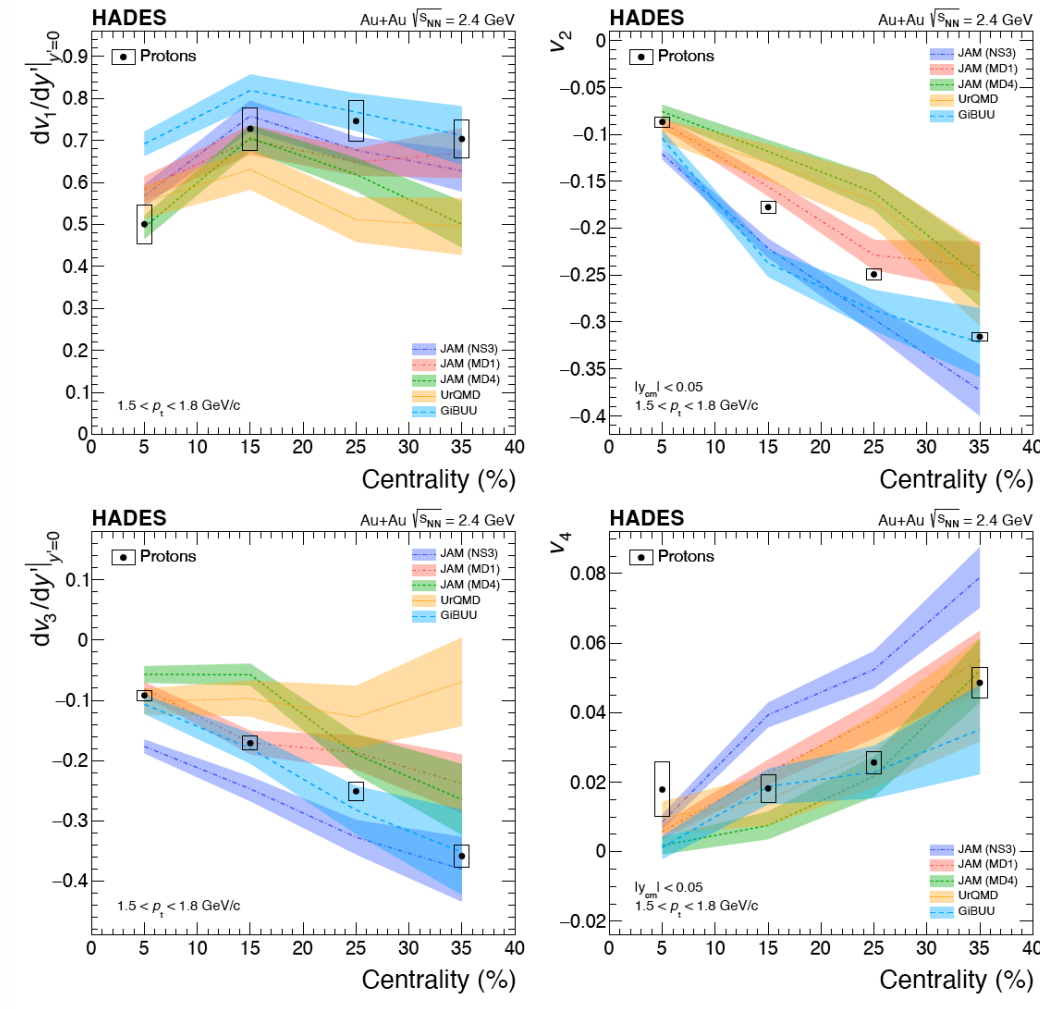 HADES Au+Au √sNN = 2.4 GeV
dv1/dy'|y'=0
0.9
0.8
0.7
0.6
0.5
0.4
0.3
0.2
0.1
0
Protons
JAM (NS3)
JAM (MD1)
JAM (MD4)
UrQMD
GiBUU
1.5 < pt < 1.8 GeV/c
0 5 10 15 20 25 30 35 40
Centrality (%)
HADES Au+Au √sNN = 2.4 GeV
v2
0
−0.05
−0.1
−0.15
−0.2
−0.25
−0.3
−0.35
−0.4
Protons
JAM (NS3)
JAM (MD1)
JAM (MD4)
UrQMD
GiBUU
|ycm| < 0.05
1.5 < pt < 1.8 GeV/c
0 5 10 15 20 25 30 35 40
Centrality (%)
HADES Au+Au √sNN = 2.4 GeV
dv3/dy'|y'=0
0.1
0
−0.1
−0.2
−0.3
−0.4
Protons
JAM (NS3)
JAM (MD1)
JAM (MD4)
UrQMD
GiBUU
1.5 < pt < 1.8 GeV/c
0 5 10 15 20 25 30 35 40
Centrality (%)
HADES Au+Au √sNN = 2.4 GeV
v4
0.08
0.06
0.04
0.02
0
−0.02
Protons
JAM (NS3)
JAM (MD1)
JAM (MD4)
UrQMD
GiBUU
|ycm| < 0.05
1.5 < pt < 1.8 GeV/c
0 5 10 15 20 25 30 35 40
Centrality (%)